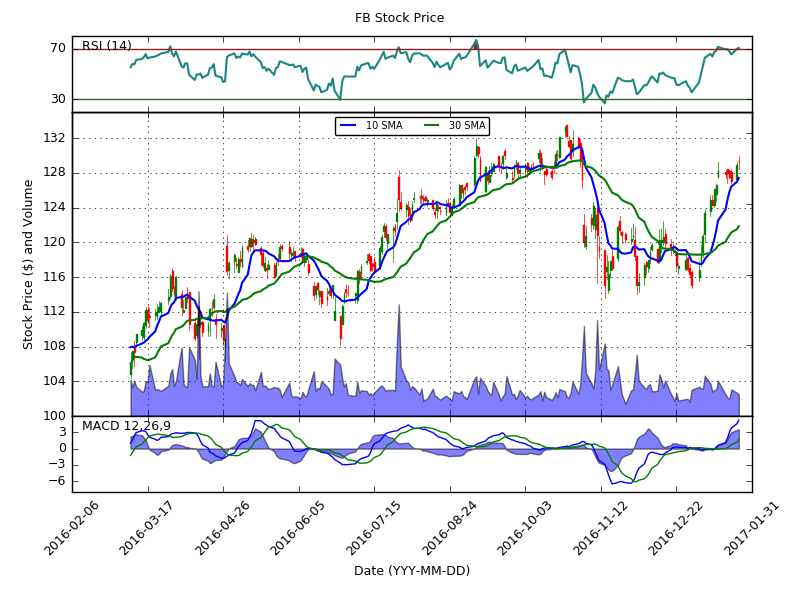 FB Stock Price
70
RSI (14)
30
10 SMA 30 SMA
132
128
124
120
116
112
108
104
100
Stock Price ($) and Volume
MACD 12,26,9
3
0
−3
−6
2016-02-06 2016-03-17 2016-04-26 2016-06-05 2016-07-15 2016-08-24 2016-10-03 2016-11-12 2016-12-22 2017-01-31
Date (YYY-MM-DD)